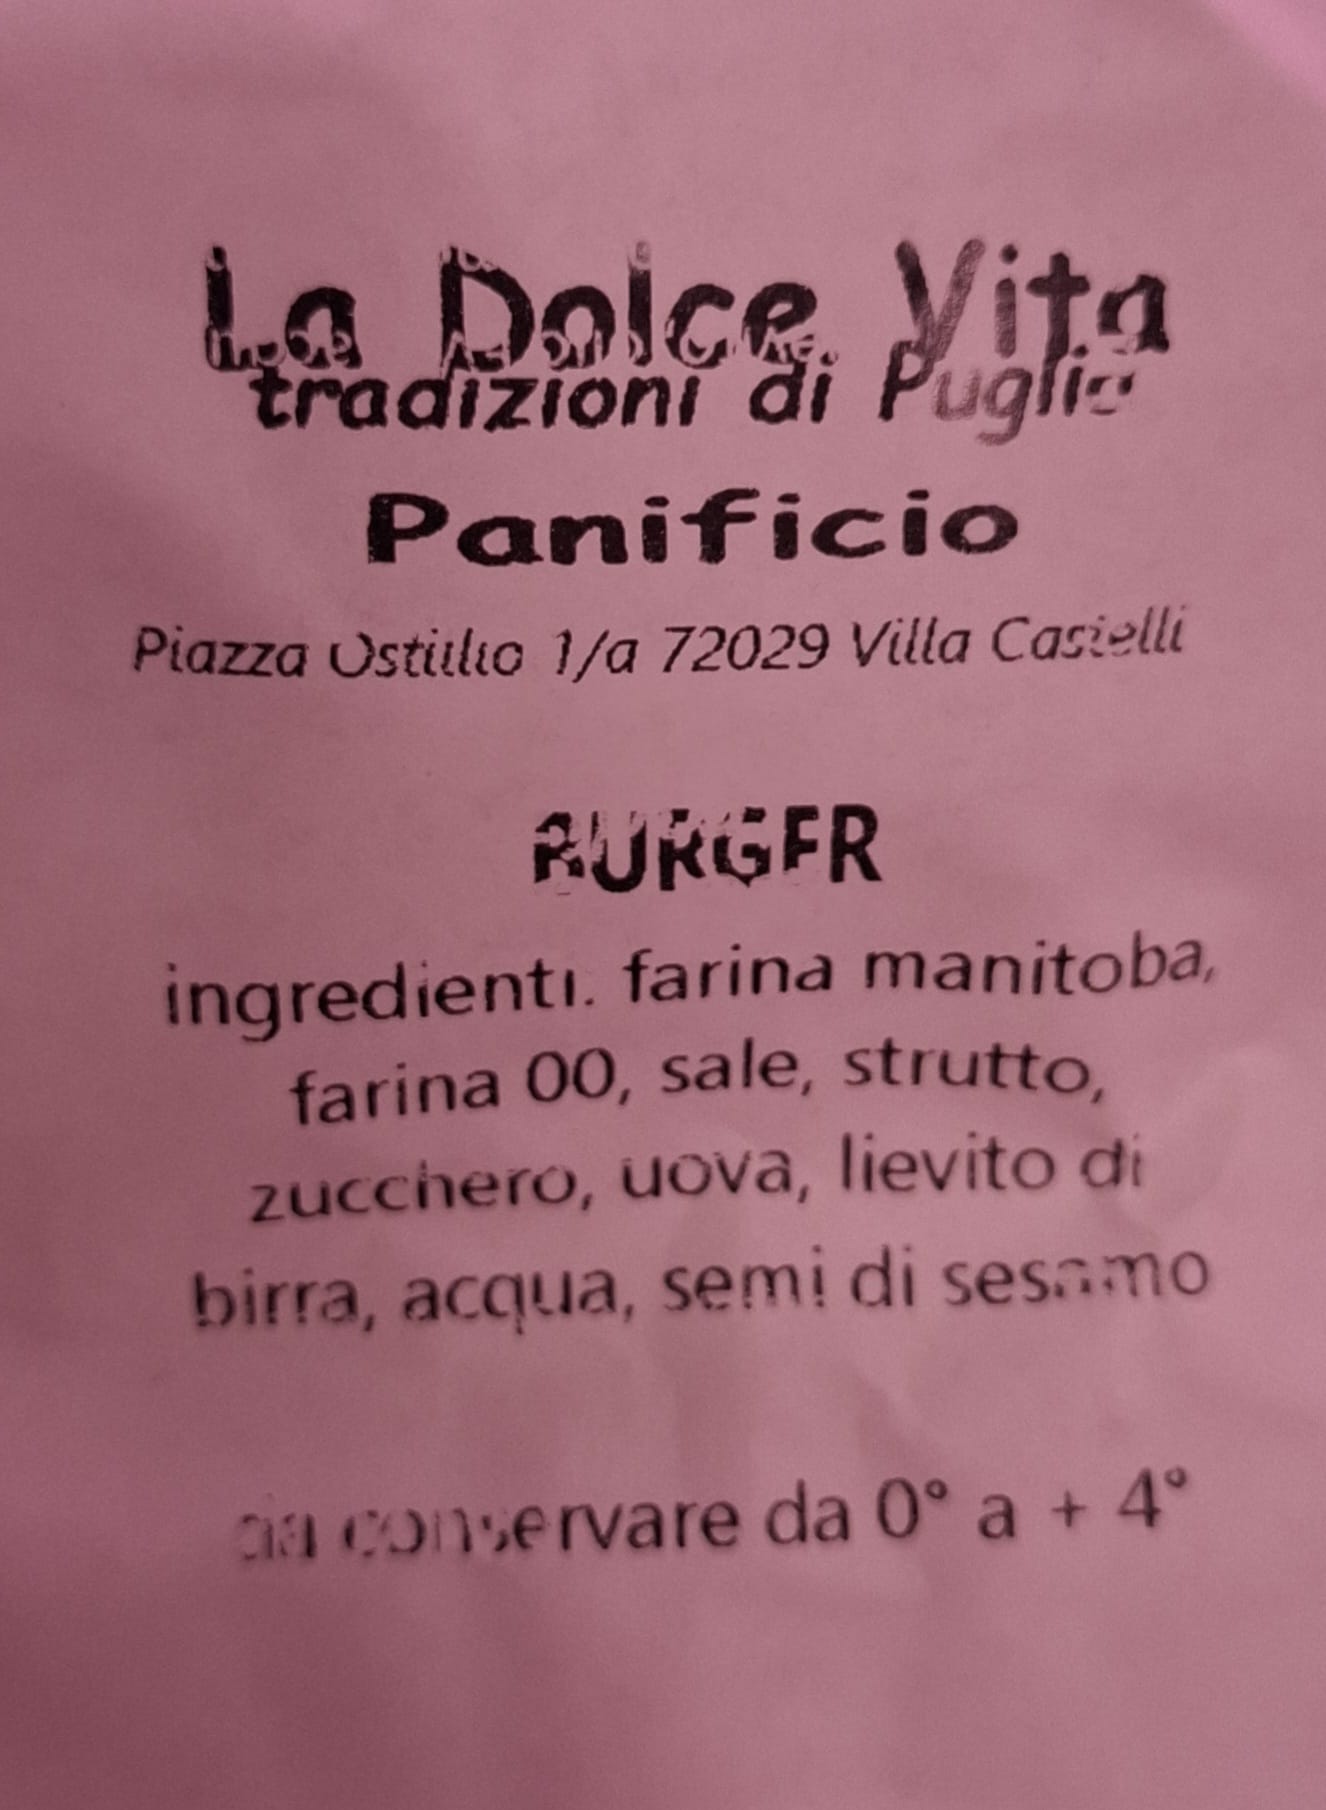 La Dolce Vita
tradizioni di Puglia
Panificio
Piazza 1/a 72029 Villa Castelli
BURGER
ingredienti. farina manitoba,
farina 00, sale, strutto,
zucchero, uova, lievito di
birra, acqua, semi di sesamo
da conservare da 0° a + 4°